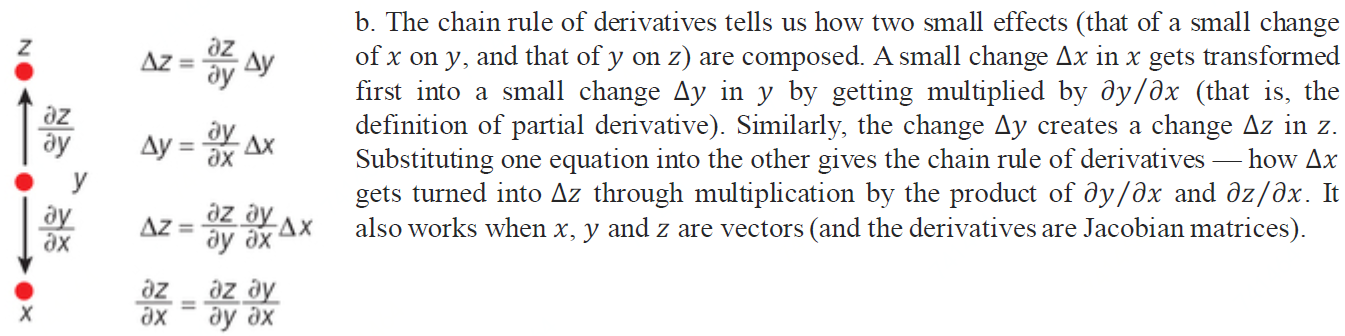 z
∂z/∂y
y
∂y/∂x
x
Δz = ∂z/∂y Δy
Δy = ∂y/∂x Δx
Δz = ∂z/∂y ∂y/∂x Δx
∂z/∂x = ∂z/∂y ∂y/∂x
b. The chain rule of derivatives tells us how two small effects (that of a small change
of x on y, and that of y on z) are composed. A small change Δx in x gets transformed
first into a small change Δy in y by getting multiplied by ∂y/∂x (that is, the
definition of partial derivative). Similarly, the change Δy creates a change Δz in z.
Substituting one equation into the other gives the chain rule of derivatives — how Δx
gets turned into Δz through multiplication by the product of ∂y/∂x and ∂z/∂x. It
also works when x, y and z are vectors (and the derivatives are Jacobian matrices).